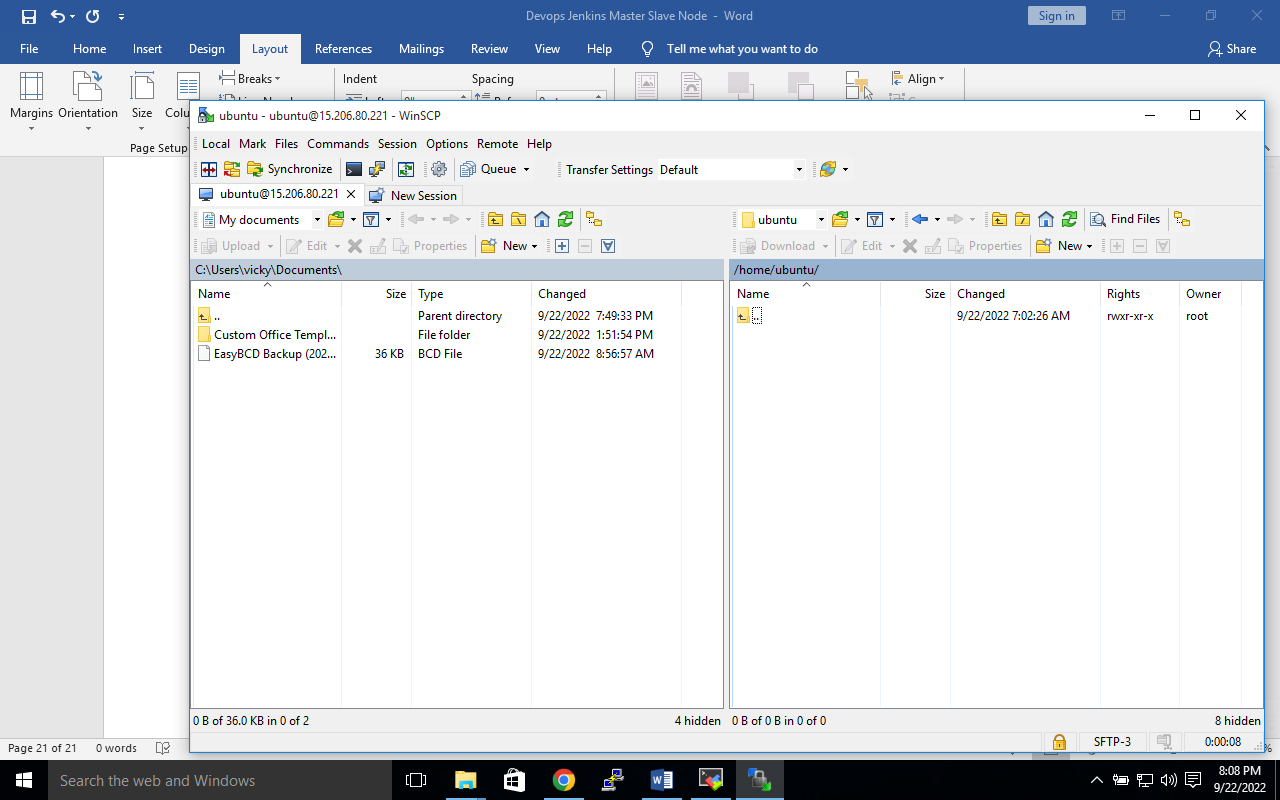 Devops Jenkins Master Slave Node - Word
Sign in
File Home Insert Design Layout References Mailings Review View Help Tell me what you want to do Share
Breaks Indent Spacing Align
Margins Orientation Size
Page Setup
ubuntu - ubuntu@15.206.80.221 - WinSCP
Local Mark Files Commands Session Options Remote Help
Synchronize Queue Transfer Settings Default
ubuntu@15.206.80.221 New Session
My documents ubuntu Find Files
Upload Edit Properties New Download Edit Properties New
C:\Users\vicky\Documents\ /home/ubuntu/
Name Size Type Changed Name Size Changed Rights Owner
.. Parent directory 9/22/2022 7:49:33 PM .. 9/22/2022 7:02:26 AM rwxr-xr-x root
Custom Office Templ... File folder 9/22/2022 1:51:54 PM
EasyBCD Backup (202... 36 KB BCD File 9/22/2022 8:56:57 AM
0 B of 36.0 KB in 0 of 2 4 hidden 0 B of 0 B in 0 of 0 8 hidden
SFTP-3 0:00:08
Page 21 of 21 0 words %
Search the web and Windows
8:08 PM
9/22/2022